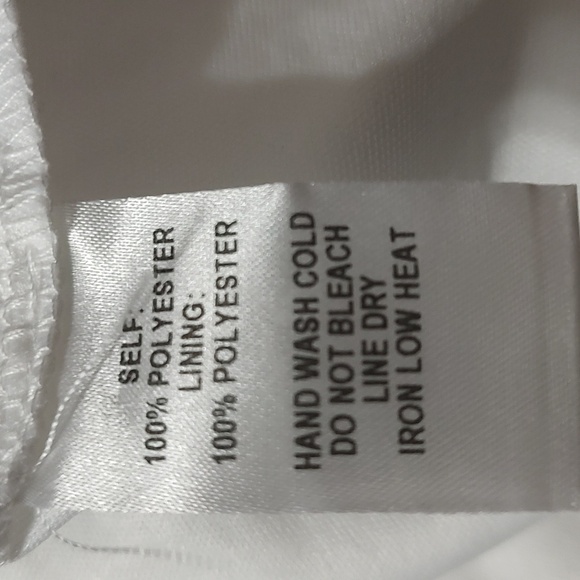 SELF:
100% POLYESTER
LINING:
100% POLYESTER
HAND WASH COLD
DO NOT BLEACH
LINE DRY
IRON LOW HEAT